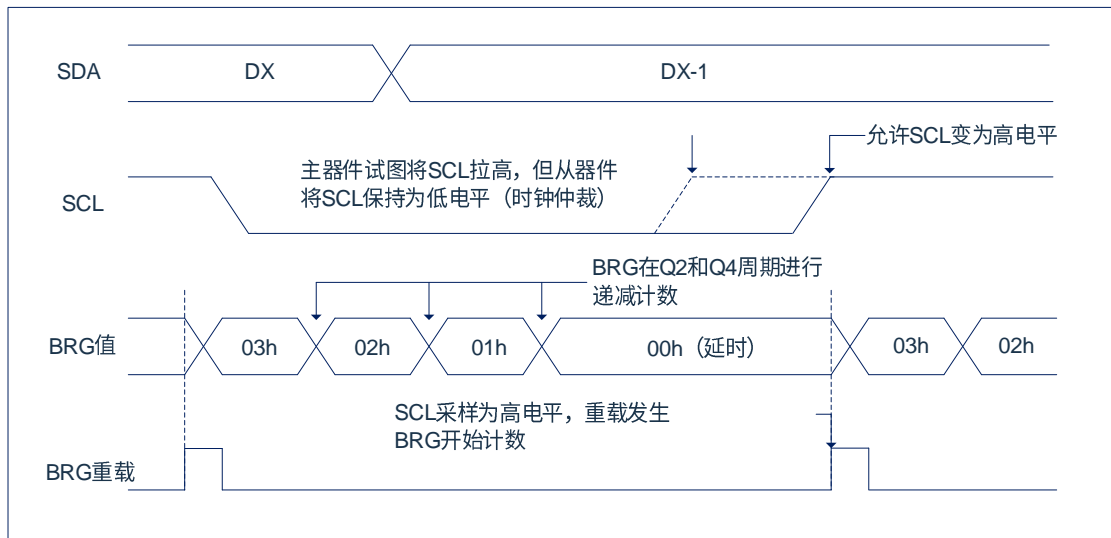 SDA
DX
DX-1
允许SCL变为高电平
主器件试图将SCL拉高，但从器件
将SCL保持为低电平（时钟仲裁）
SCL
BRG在Q2和Q4周期进行
递减计数
BRG值
03h
02h
01h
00h（延时）
03h
02h
SCL采样为高电平，重载发生
BRG开始计数
BRG重载